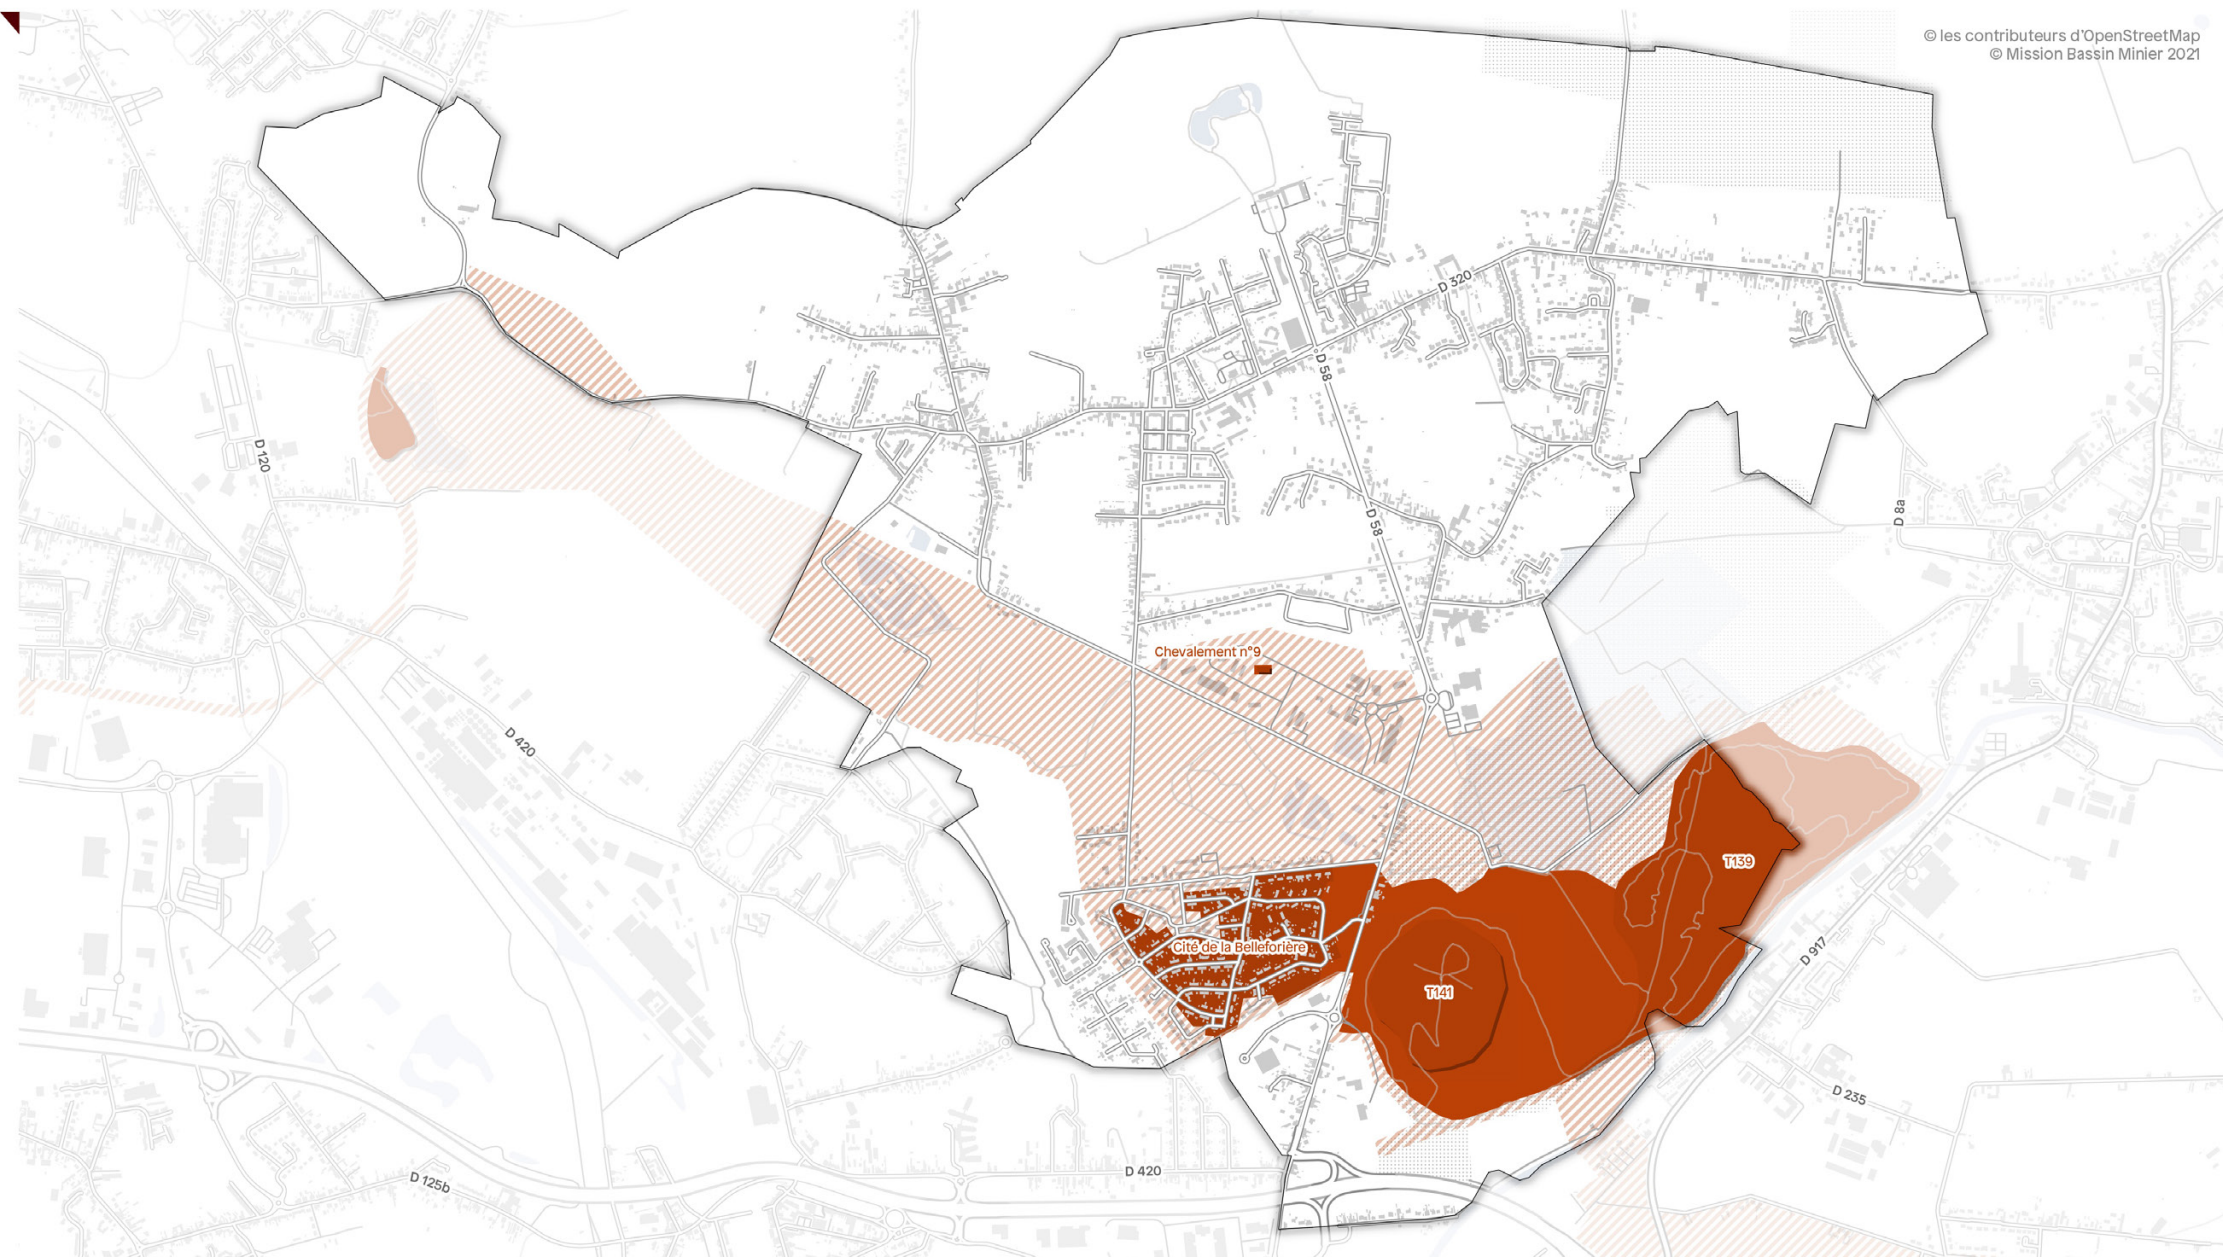 © les contributeurs d'OpenStreetMap
© Mission Bassin Minier 2021
D 320
D 58
D 120
D 58
D 8a
Chevalement n°9
D 420
T139
Cité de la Belleforière
D 917
T141
D 235
D 420
D 125b